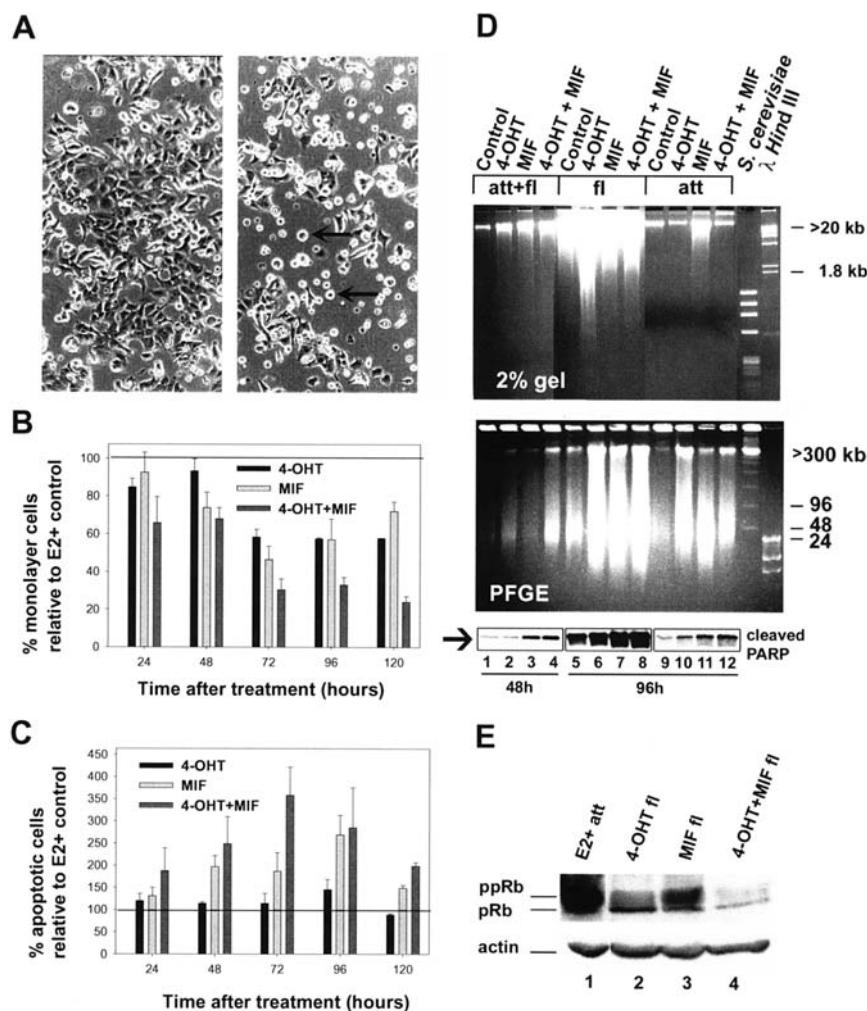 A
B
100
80
60
40
20
0
% monolayer cells
relative to E2+ control
4-OHT
MIF
4-OHT+MIF
24 48 72 96 120
Time after treatment (hours)
C
450
400
350
300
250
200
150
100
50
0
% apoptotic cells
relative to E2+ control
4-OHT
MIF
4-OHT+MIF
24 48 72 96 120
Time after treatment (hours)
D
Control
4-OHT
MIF
4-OHT + MIF
Control
4-OHT
MIF
4-OHT + MIF
Control
4-OHT
MIF
4-OHT + MIF
S. cerevisiae
λ Hind III
att+fl fl att
>20 kb
1.8 kb
2% gel
>300 kb
96
48
24
PFGE
cleaved
PARP
1 2 3 4 5 6 7 8 9 10 11 12
48h 96h
E
E2+ att
4-OHT fl
MIF fl
4-OHT+MIF fl
ppRb
pRb
actin
1 2 3 4